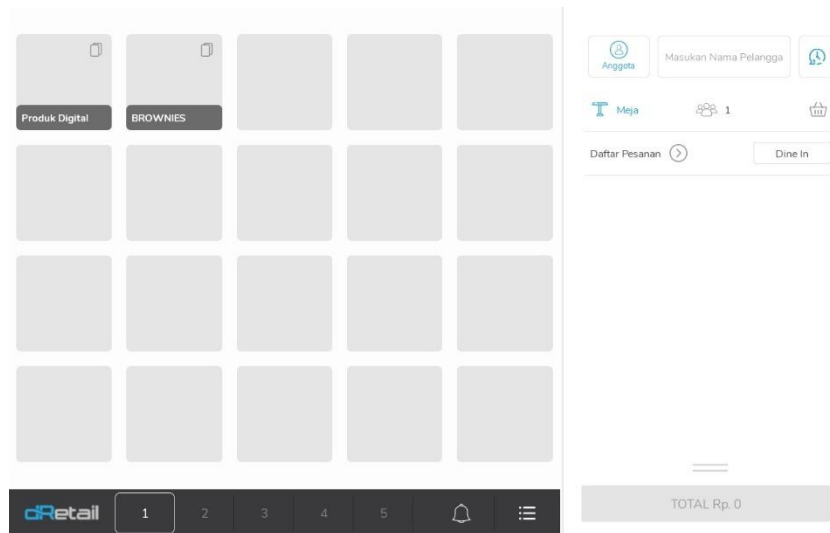 Produk Digital
BROWNIES
dRetail
1
2
3
4
5
Anggota
Masukan Nama Pelangga
Meja
1
Daftar Pesanan
Dine In
TOTAL Rp. 0